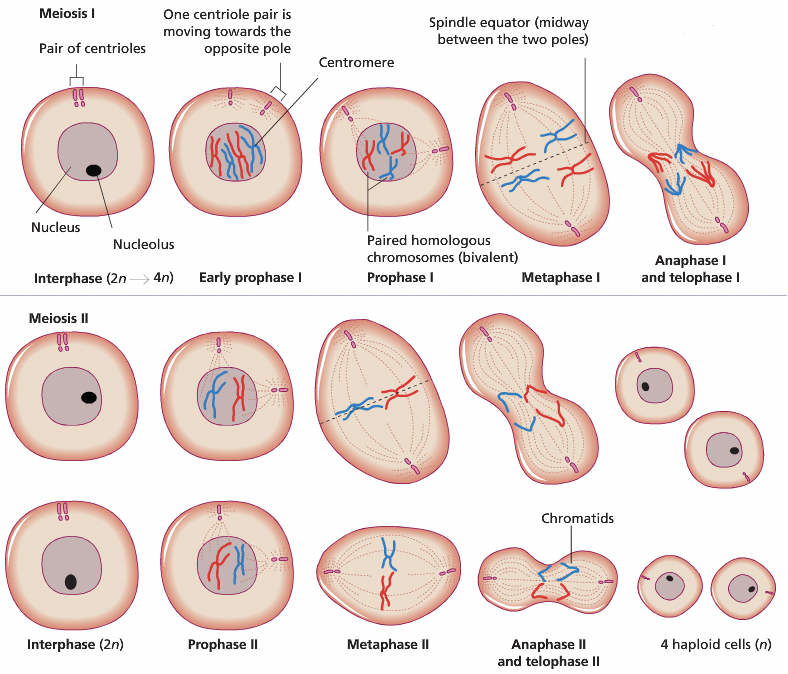 Meiosis I
One centriole pair is
moving towards the
opposite pole
Spindle equator (midway
between the two poles)
Pair of centrioles
Centromere
Nucleus
Nucleolus
Paired homologous
chromosomes (bivalent)
Interphase (2n → 4n)
Early prophase I
Prophase I
Metaphase I
Anaphase I
and telophase I
Meiosis II
Chromatids
Interphase (2n)
Prophase II
Metaphase II
Anaphase II
and telophase II
4 haploid cells (n)